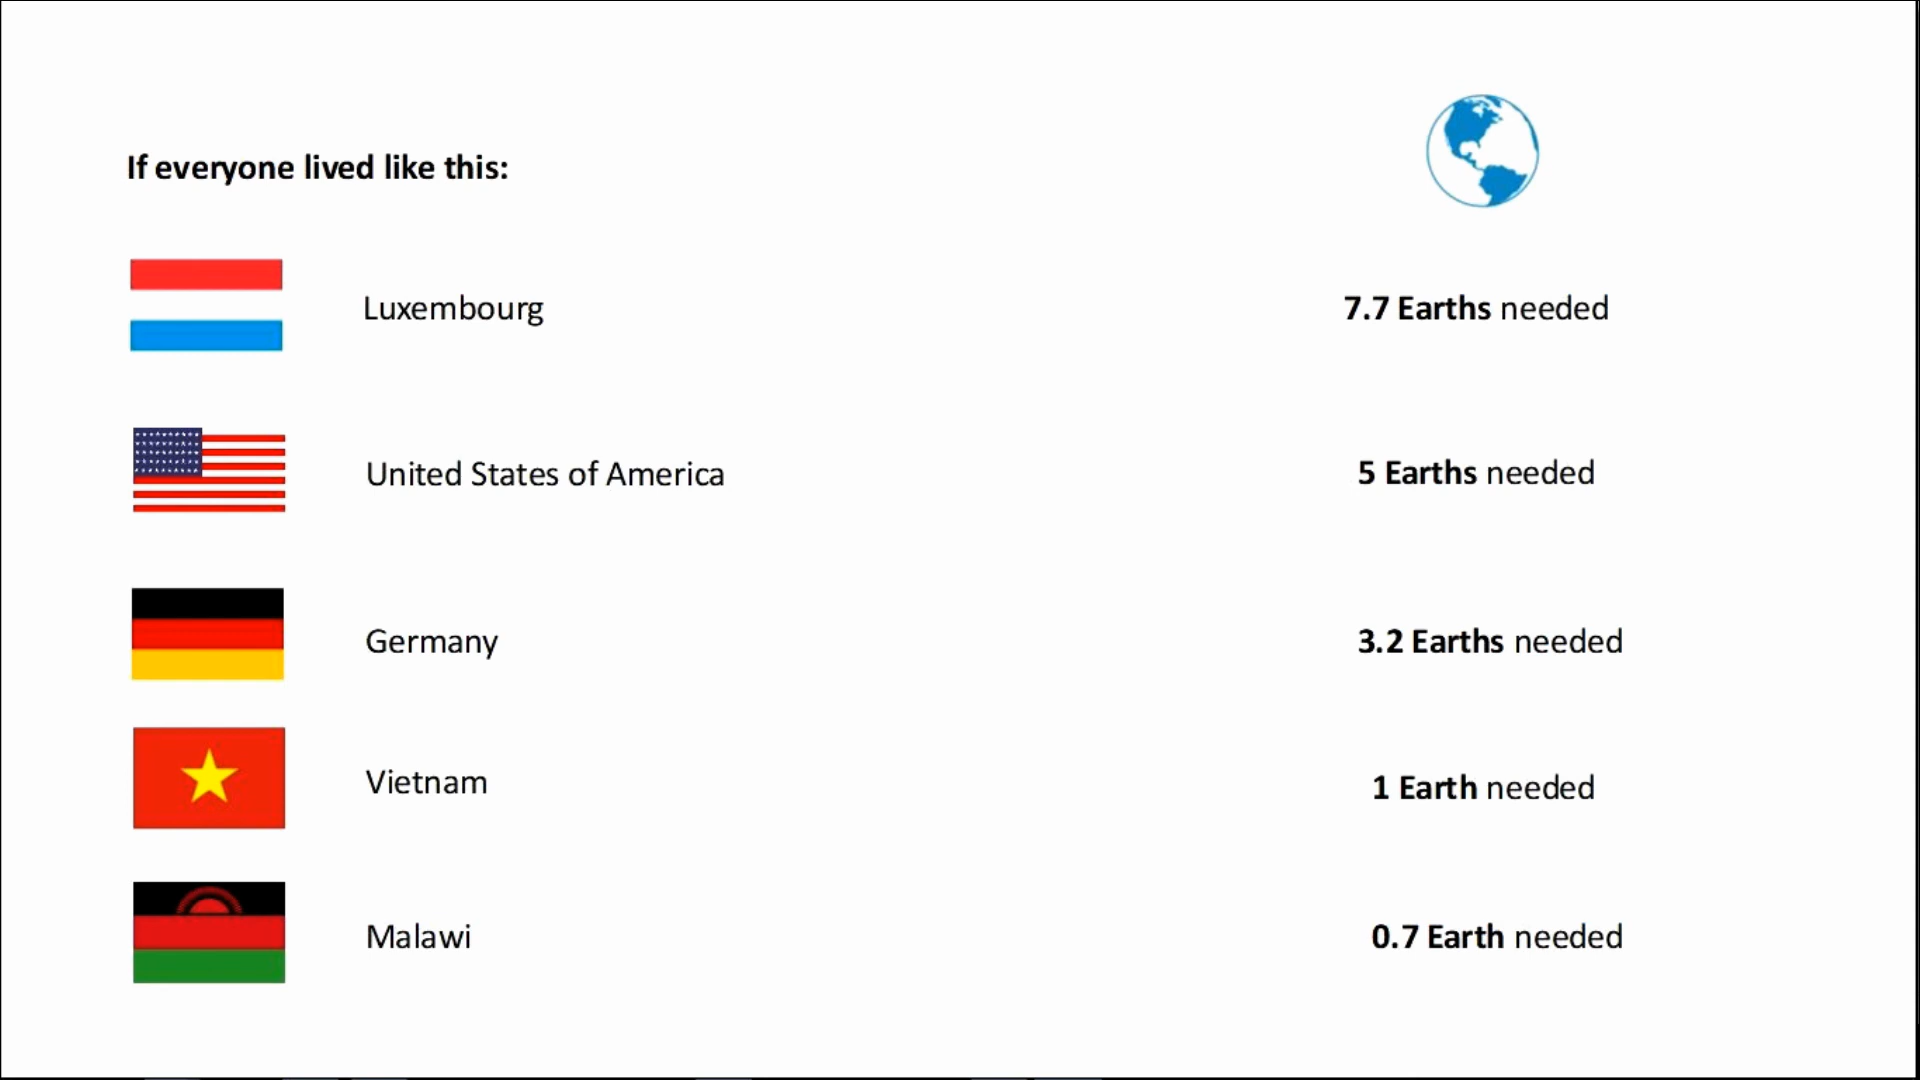 If everyone lived like this:
Luxembourg 7.7 Earths needed
United States of America 5 Earths needed
Germany 3.2 Earths needed
Vietnam 1 Earth needed
Malawi 0.7 Earth needed